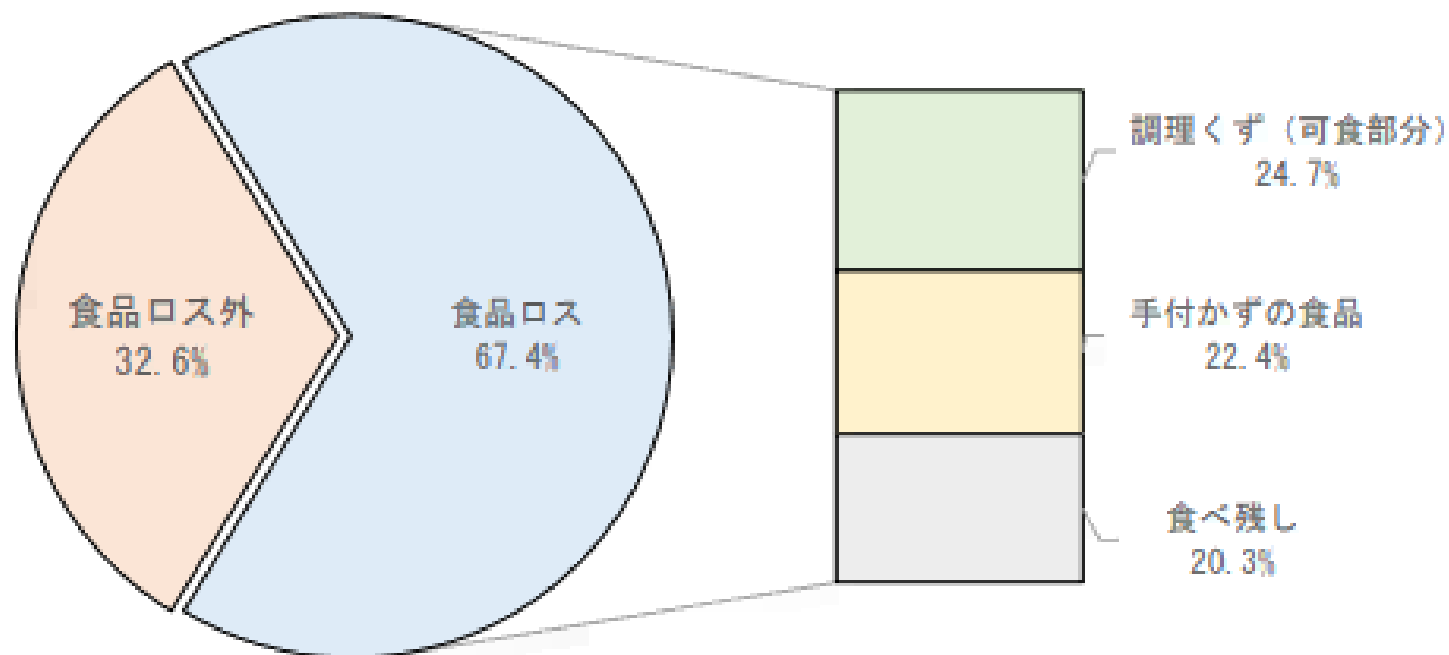 食品ロス外
32.6%
食品ロス
67.4%
調理くず（可食部分）
24.7%
手付かずの食品
22.4%
食べ残し
20.3%